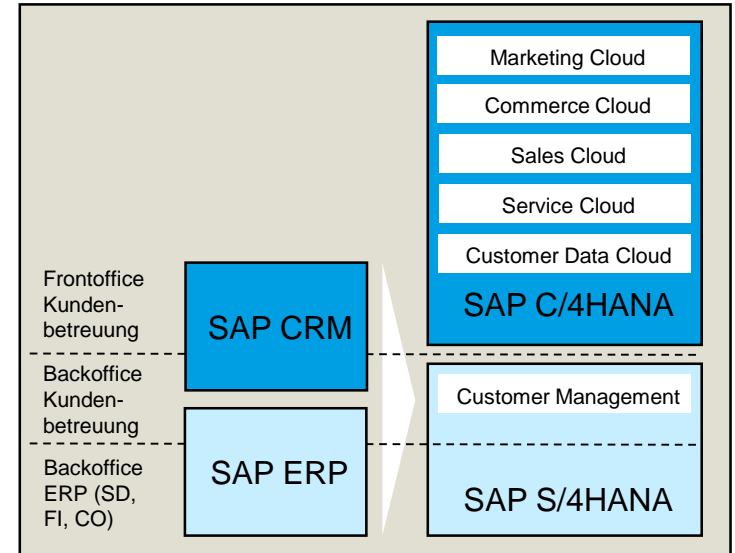 Marketing Cloud
Commerce Cloud
Sales Cloud
Service Cloud
Customer Data Cloud
SAP C/4HANA
Frontoffice
Kunden-
betreuung
SAP CRM
Backoffice
Kunden-
betreuung
Customer Management
Backoffice
ERP (SD,
FI, CO)
SAP ERP
SAP S/4HANA